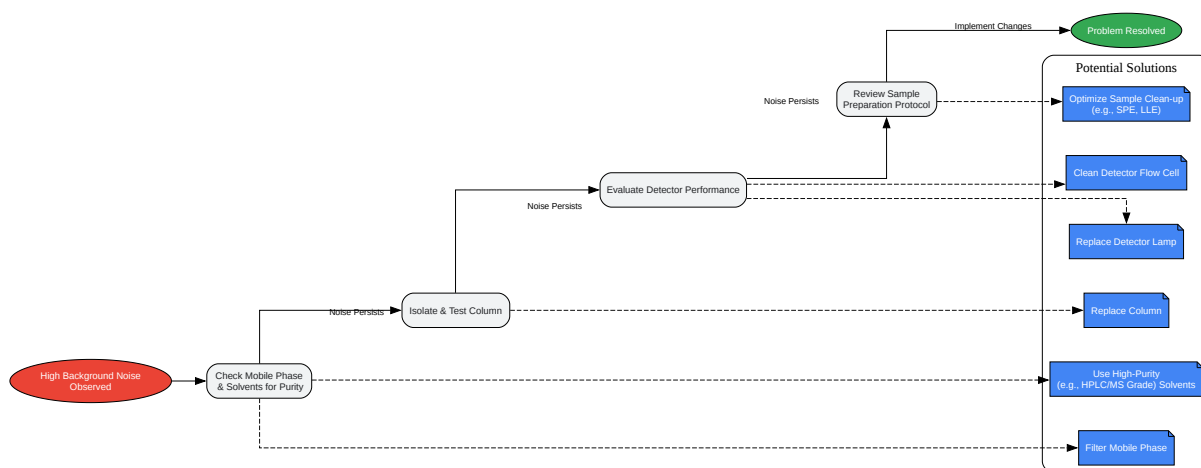 Implement Changes
Problem Resolved
Potential Solutions
Review Sample
Preparation Protocol
Noise Persists
Optimize Sample Clean-up
(e.g., SPE, LLE)
Clean Detector Flow Cell
Evaluate Detector Performance
Noise Persists
Replace Detector Lamp
Isolate & Test Column
Noise Persists
Replace Column
High Background Noise
Observed
Check Mobile Phase
& Solvents for Purity
Use High-Purity
(e.g., HPLC/MS Grade) Solvents
Filter Mobile Phase